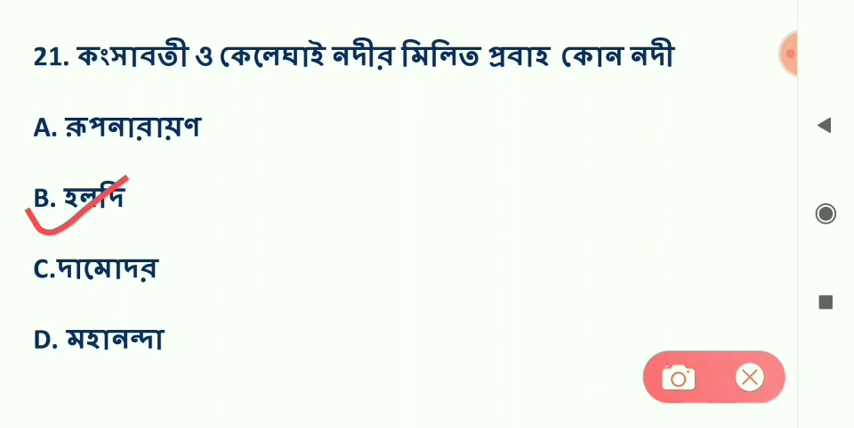 21. কংসাবতী ও কেলেঘাই নদীর মিলিত প্রবাহ কোন নদী
A. রূপনারায়ণ
B. হলদি
C.দামোদর
D. মহানন্দা